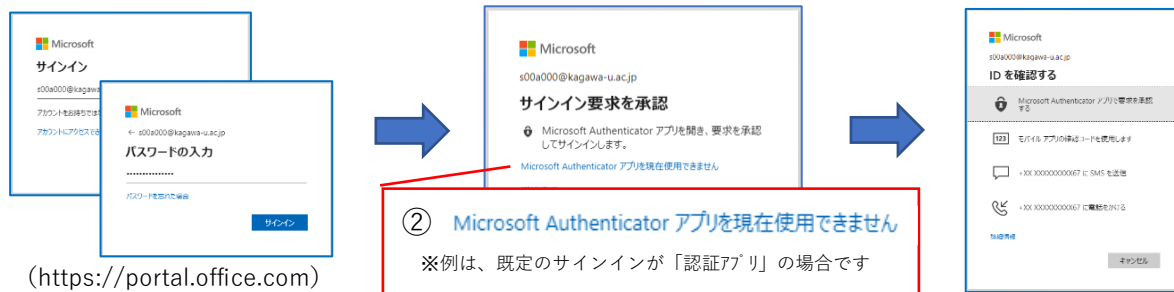 Microsoft
サインイン
s00a000@kagawa
アカウントをお持ちでは
アカウントにアクセスでき
Microsoft
← s00a000@kagawa-u.ac.jp
パスワードの入力
••••••••••••••
パスワードを忘れた場合
サインイン
(https://portal.office.com)
Microsoft
s00a000@kagawa-u.ac.jp
サインイン要求を承認
Microsoft Authenticator アプリを開き、要求を承認
してサインインします。
Microsoft Authenticator アプリを現在使用できません
② Microsoft Authenticator アプリを現在使用できません
※例は、既定のサインインが「認証ｱﾌﾟﾘ」の場合です
Microsoft
s00a000@kagawa-u.ac.jp
ID を確認する
Microsoft Authenticator アプリで要求を承認
する
123 モバイル アプリの確認コードを使用します
+XX XXXXXXXXX67 に SMS を送信
+XX XXXXXXXXX67 に電話をかける
詳細情報
キャンセル